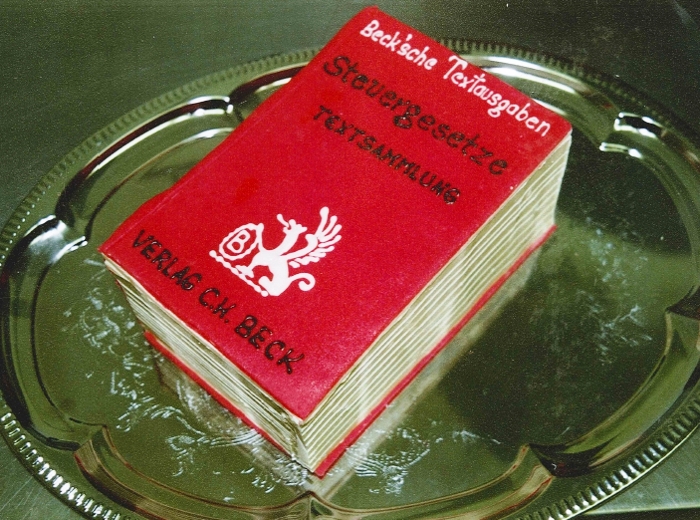 Beck'sche Textausgaben
Steuergesetze
TEXTSAMMLUNG
B
VERLAG C.H. BECK